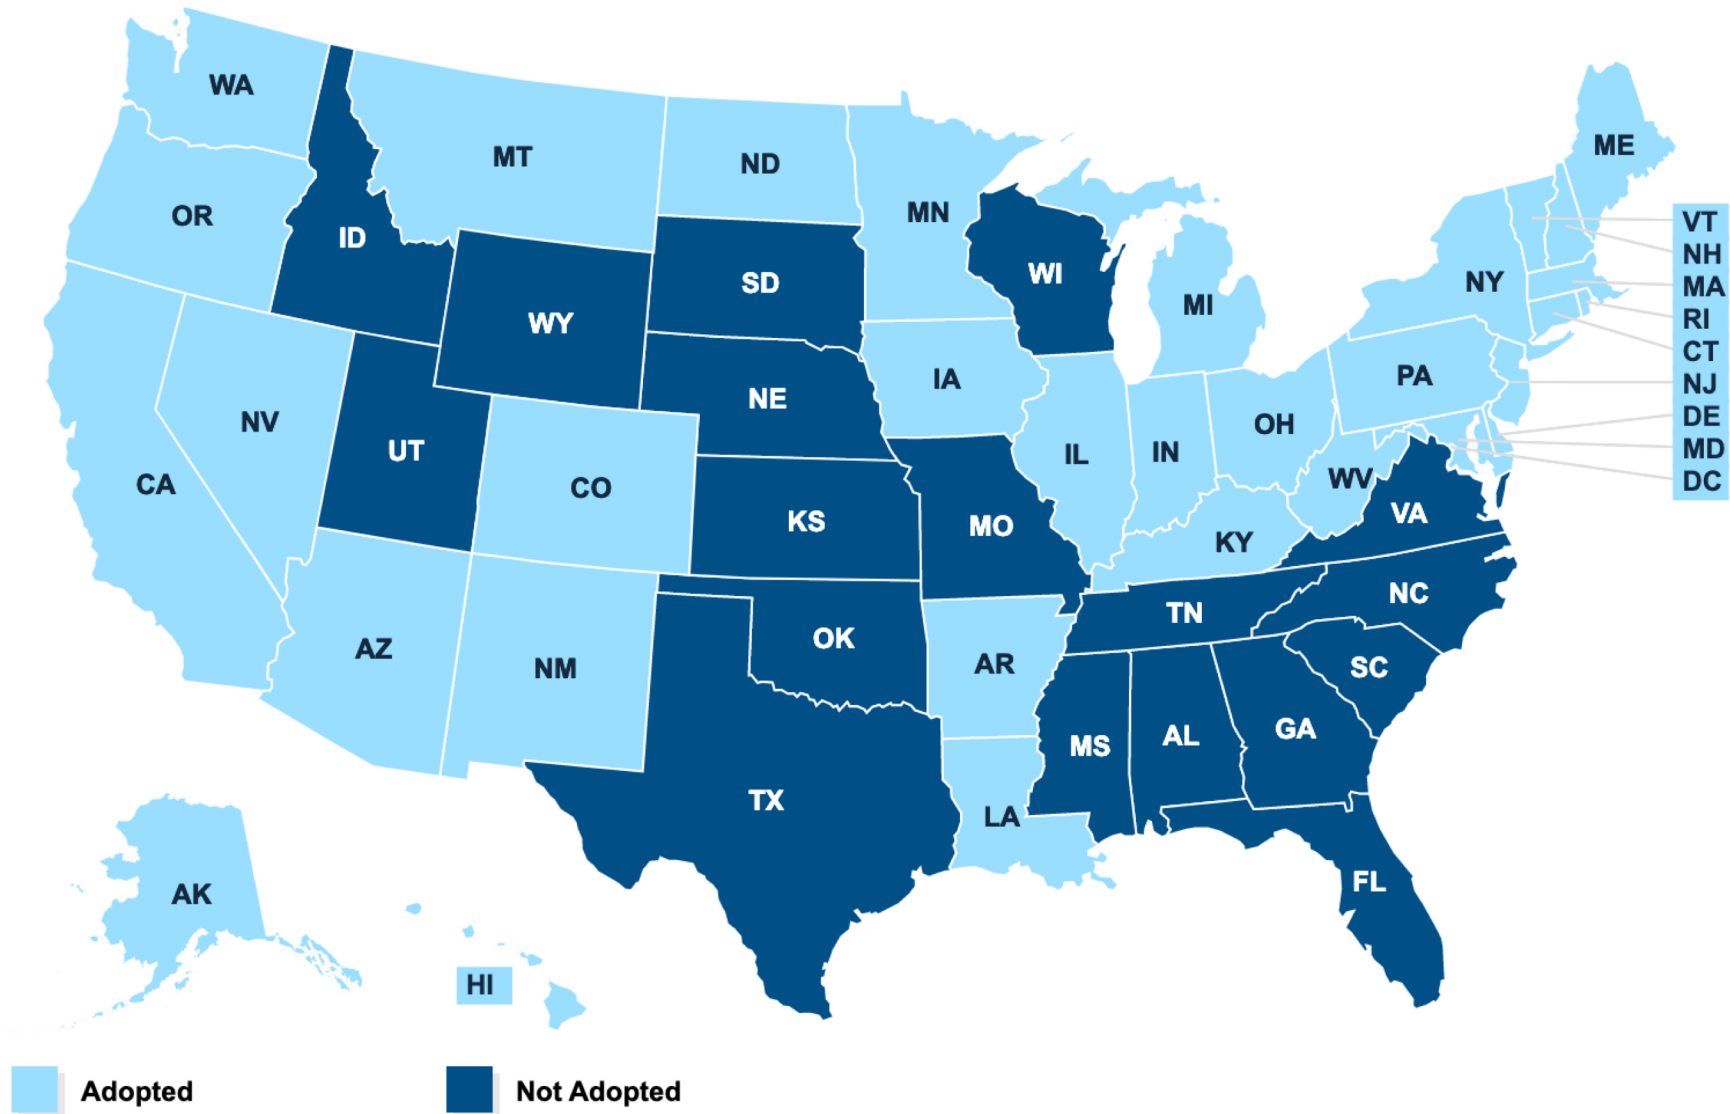 WA
MT
ND
MN
ME
OR
ID
SD
WI
MI
NY
VT
NH
MA
RI
CT
NJ
DE
MD
DC
WY
NE
IA
PA
NV
UT
CO
IL
IN
OH
WV
CA
KS
MO
KY
VA
AZ
NM
OK
AR
TN
NC
SC
TX
LA
MS
AL
GA
FL
AK
HI
Adopted
Not Adopted